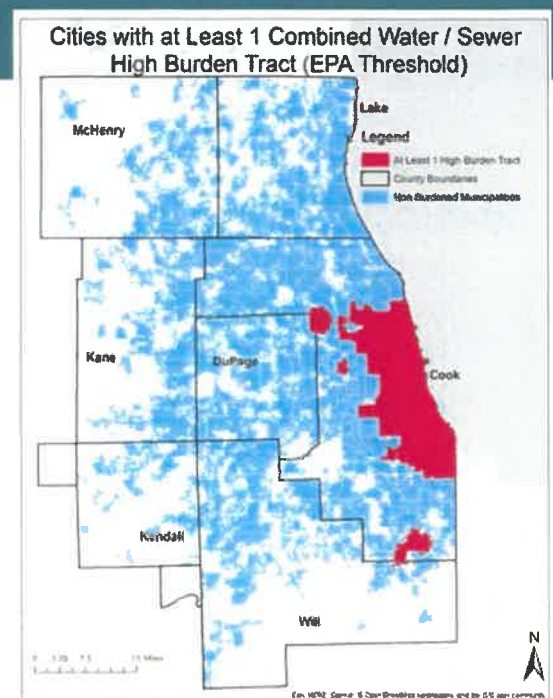 Cities with at Least 1 Combined Water / Sewer
High Burden Tract (EPA Threshold)
Lake
McHenry
Legend
At Least 1 High Burden Tract
County Boundaries
Non Burdened Municipalities
Kane
DuPage
Cook
Kendall
Will
N
Miles